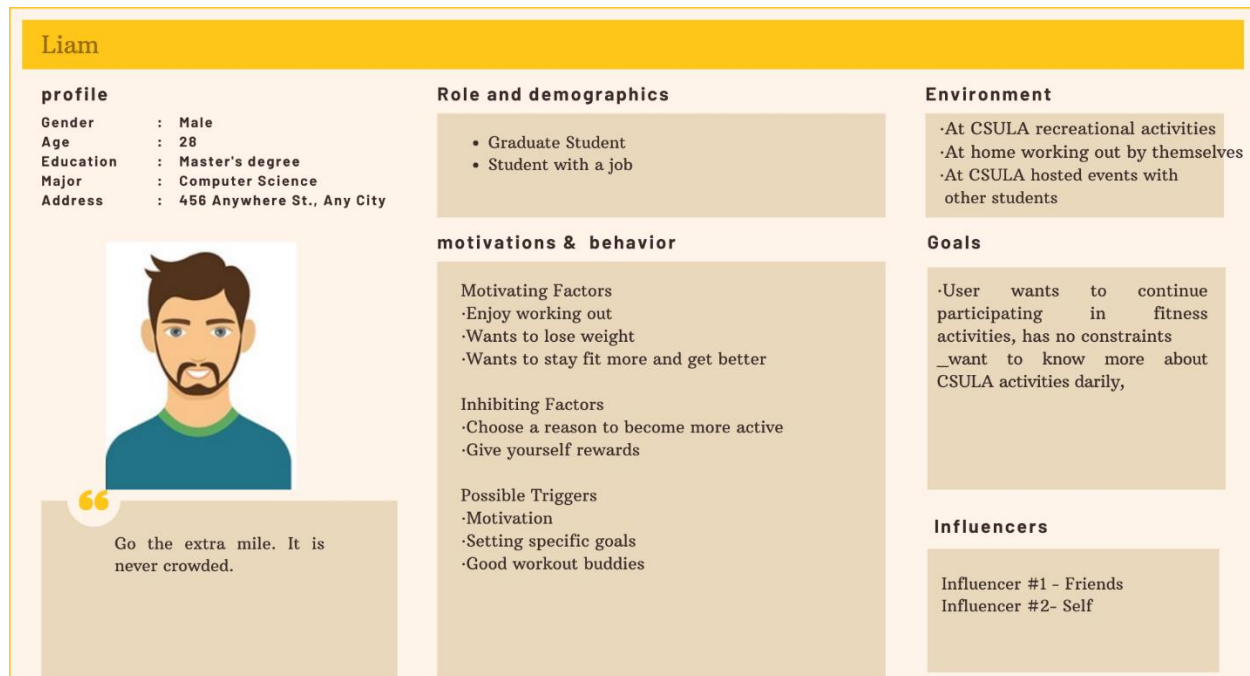 Liam
profile
Gender : Male
Age : 28
Education : Master's degree
Major : Computer Science
Address : 456 Anywhere St., Any City
“
Go the extra mile. It is
never crowded.
Role and demographics
• Graduate Student
• Student with a job
motivations & behavior
Motivating Factors
·Enjoy working out
·Wants to lose weight
·Wants to stay fit more and get better
Inhibiting Factors
·Choose a reason to become more active
·Give yourself rewards
Possible Triggers
·Motivation
·Setting specific goals
·Good workout buddies
Environment
·At CSULA recreational activities
·At home working out by themselves
·At CSULA hosted events with
other students
Goals
·User wants to continue
participating in fitness
activities, has no constraints
_want to know more about
CSULA activities darily,
Influencers
Influencer #1 - Friends
Influencer #2- Self